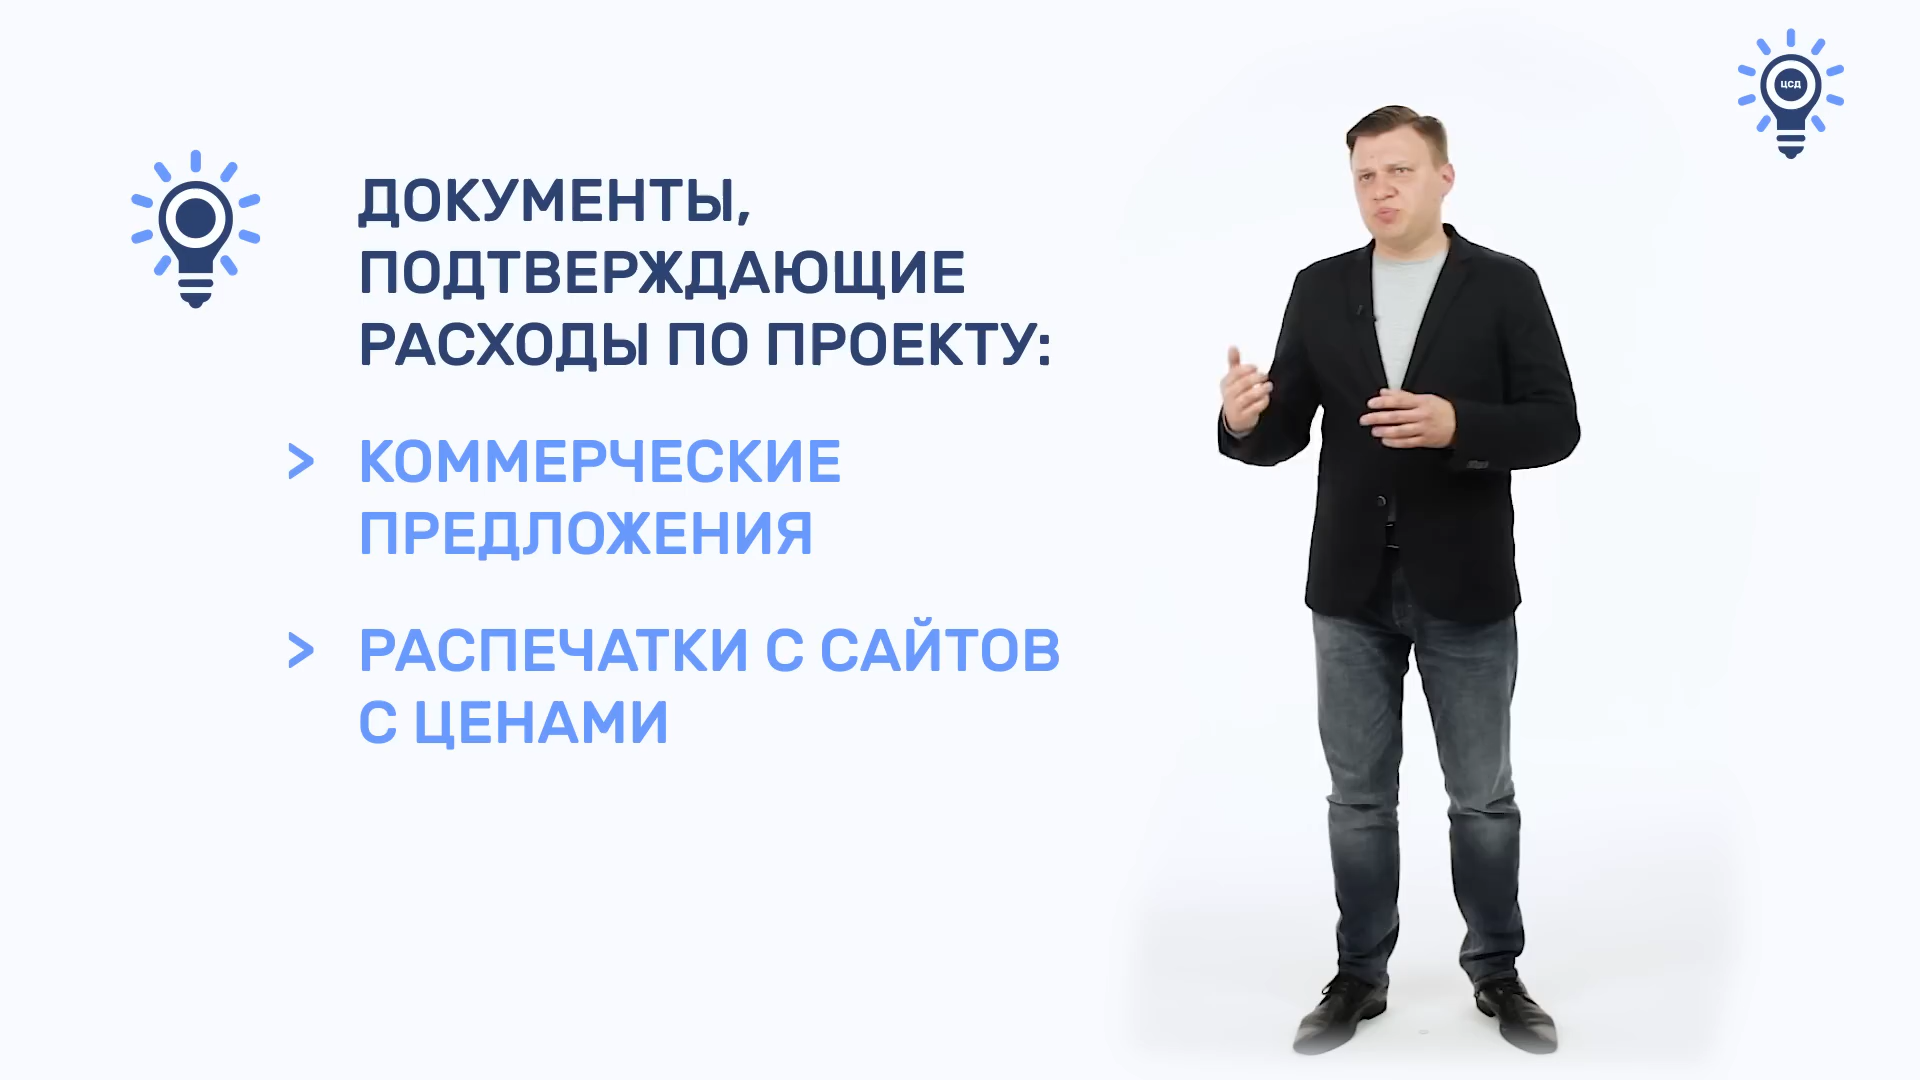 ЦСД
ДОКУМЕНТЫ,
ПОДТВЕРЖДАЮЩИЕ
РАСХОДЫ ПО ПРОЕКТУ:
> КОММЕРЧЕСКИЕ
ПРЕДЛОЖЕНИЯ
> РАСПЕЧАТКИ С САЙТОВ
С ЦЕНАМИ